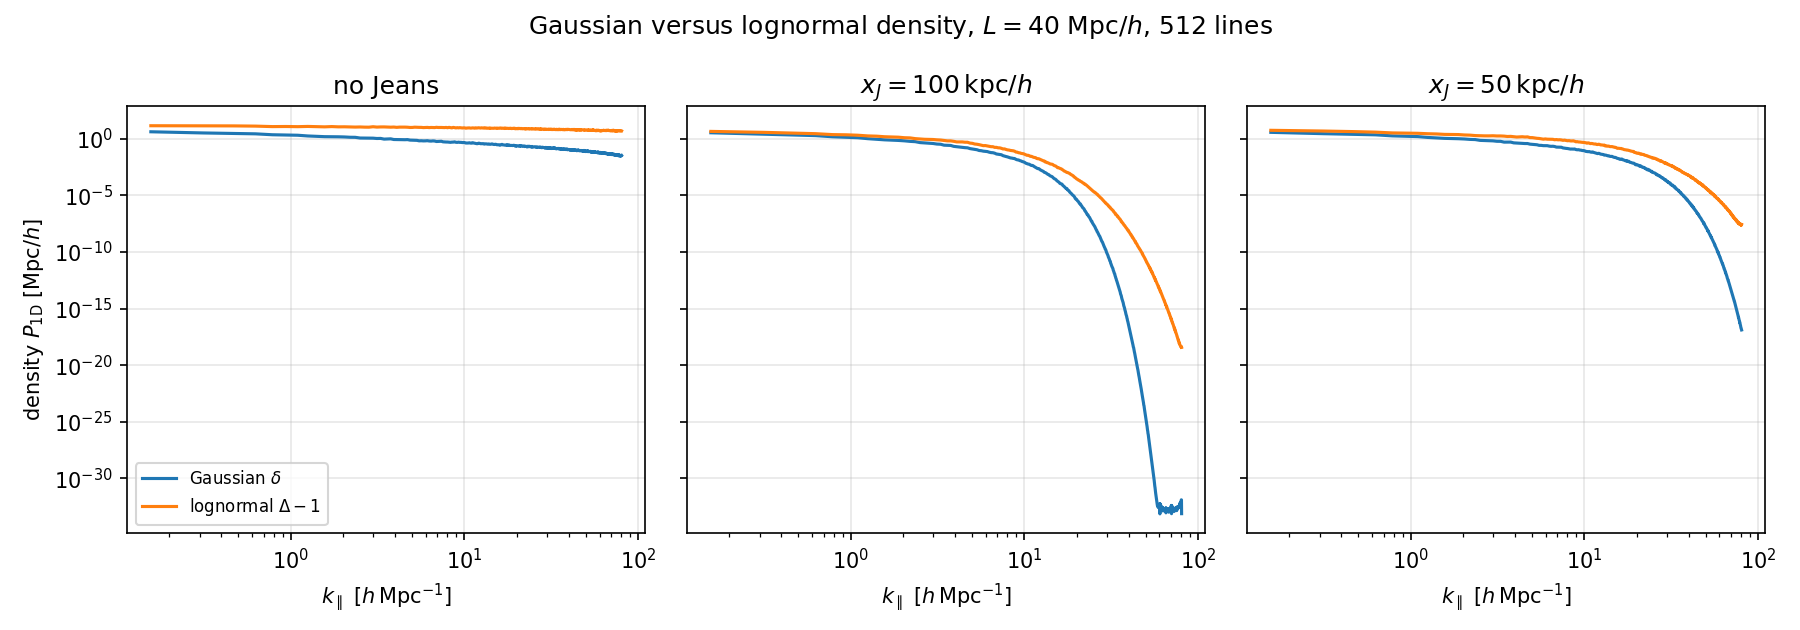 Gaussian versus lognormal density, L = 40 Mpc/h, 512 lines
no Jeans
x_J = 100 kpc/h
x_J = 50 kpc/h
density P_1D [Mpc/h]
10^0
10^−5
10^−10
10^−15
10^−20
10^−25
10^−30
Gaussian δ
lognormal Δ − 1
10^0 10^1 10^2
10^0 10^1 10^2
10^0 10^1 10^2
k_∥ [h Mpc^−1]
k_∥ [h Mpc^−1]
k_∥ [h Mpc^−1]